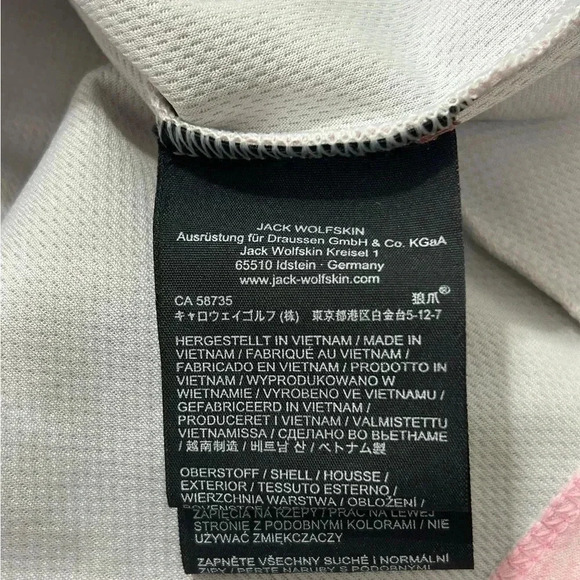 JACK WOLFSKIN
Ausrüstung für Draussen GmbH & Co. KGaA
Jack Wolfskin Kreisel 1
65510 Idstein · Germany
www.jack-wolfskin.com
CA 58735 狼爪®
キャロウェイゴルフ (株) 東京都港区白金台5-12-7
HERGESTELLT IN VIETNAM / MADE IN
VIETNAM / FABRIQUÉ AU VIETNAM /
FABRICADO EN VIETNAM / PRODOTTO IN
VIETNAM / WYPRODUKOWANO W
WIETNAMIE / VYROBENO VE VIETNAMU /
GEFABRICEERD IN VIETNAM /
PRODUCERET I VIETNAM / VALMISTETTU
VIETNAMISSA / СДЕЛАНО ВО ВЬЕТНАМЕ
/ 越南制造 / 베트남 산 / ベトナム製
OBERSTOFF / SHELL / HOUSSE /
EXTERIOR / TESSUTO ESTERNO /
WIERZCHNIA WARSTWA / OBLOŽENÍ /
ZAPIĘCIA NA RZEPY / PRAĆ NA LEWEJ
STRONIE Z PODOBNYMI KOLORAMI / NIE
UŻYWAĆ ZMIĘKCZACZY
ZAPNĚTE VŠECHNY SUCHÉ I NORMÁLNÍ
ZIPY / PERTE NARUBY S PODOBNÝMI